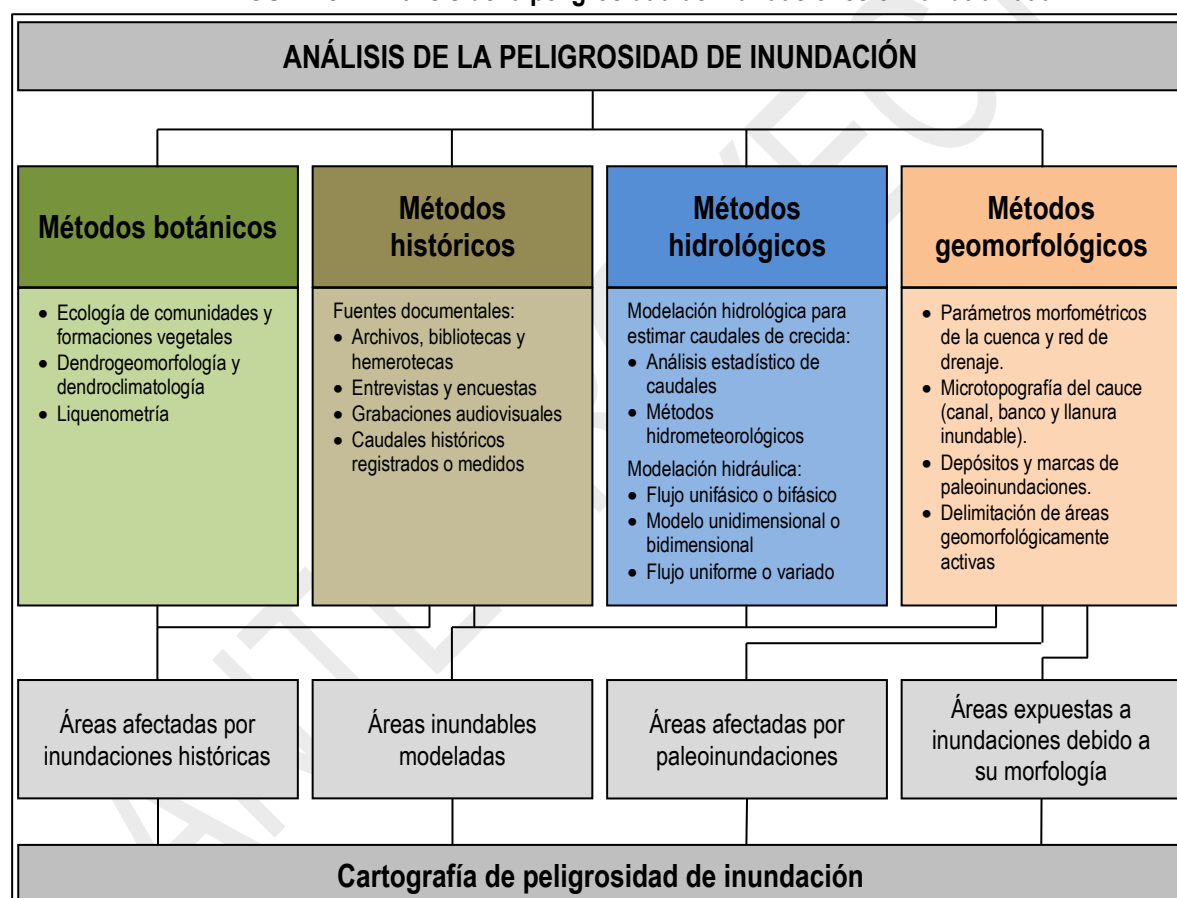 ANÁLISIS DE LA PELIGROSIDAD DE INUNDACIÓN
Métodos botánicos
• Ecología de comunidades y
formaciones vegetales
• Dendrogeomorfología y
dendroclimatología
• Liquenometría
Métodos
históricos
Fuentes documentales:
• Archivos, bibliotecas y
hemerotecas
• Entrevistas y encuestas
• Grabaciones audiovisuales
• Caudales históricos
registrados o medidos
Métodos
hidrológicos
Modelación hidrológica para
estimar caudales de crecida:
• Análisis estadístico de
caudales
• Métodos
hidrometeorológicos
Modelación hidráulica:
• Flujo unifásico o bifásico
• Modelo unidimensional o
bidimensional
• Flujo uniforme o variado
Métodos
geomorfológicos
• Parámetros morfométricos
de la cuenca y red de
drenaje.
• Microtopografía del cauce
(canal, banco y llanura
inundable).
• Depósitos y marcas de
paleoinundaciones.
• Delimitación de áreas
geomorfológicamente
activas
Áreas afectadas por
inundaciones históricas
Áreas inundables
modeladas
Áreas afectadas por
paleoinundaciones
Áreas expuestas a
inundaciones debido a
su morfología
Cartografía de peligrosidad de inundación